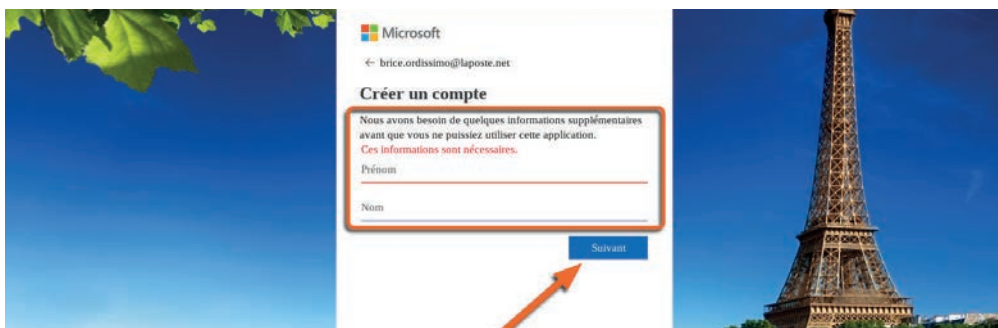 Microsoft
← brice.ordissimo@laposte.net
Créer un compte
Nous avons besoin de quelques informations supplémentaires
avant que vous ne puissiez utiliser cette application.
Ces informations sont nécessaires.
Prénom
Nom
Suivant